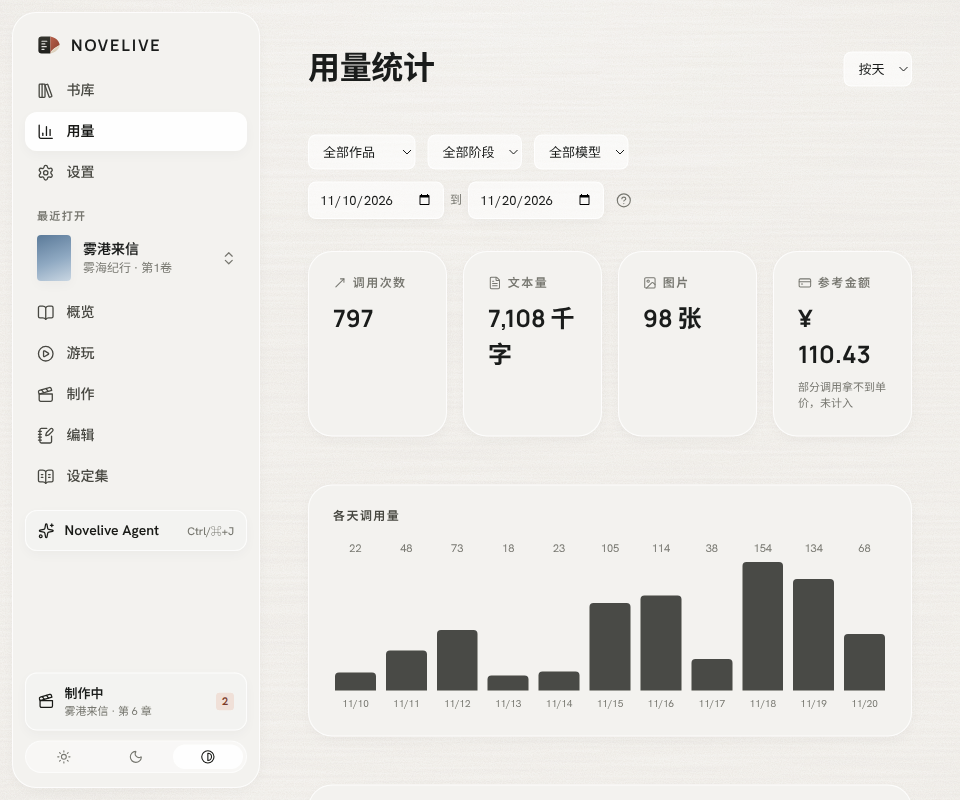 NOVELIVE
书库
用量
设置
最近打开
雾港来信
雾海纪行 · 第1卷
概览
游玩
制作
编辑
设定集
Novelive Agent
Ctrl/⌘+J
制作中
雾港来信 · 第 6 章
2
用量统计
按天
全部作品
全部阶段
全部模型
11/10/2026
到
11/20/2026
调用次数
797
文本量
7,108 千
字
图片
98 张
参考金额
¥
110.43
部分调用拿不到单
价，未计入
各天调用量
22 48 73 18 23 105 114 38 154 134 68
11/10 11/11 11/12 11/13 11/14 11/15 11/16 11/17 11/18 11/19 11/20